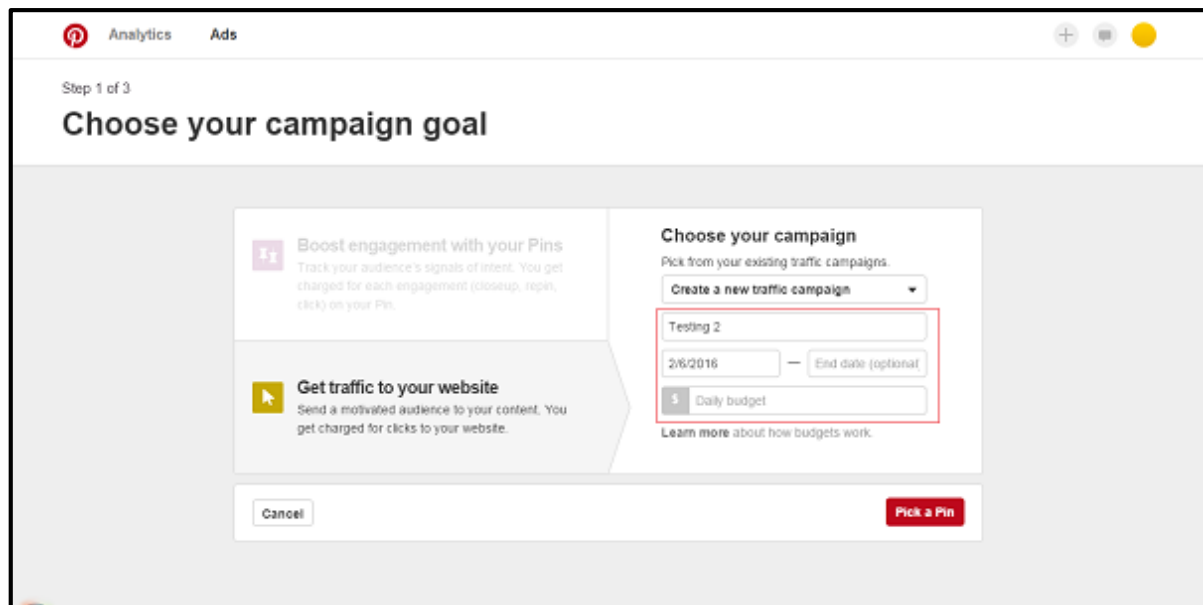 Analytics Ads
Step 1 of 3
Choose your campaign goal
Boost engagement with your Pins
Track your audience's signals of intent. You get
charged for each engagement (closeup, repin,
click) on your Pin.
Get traffic to your website
Send a motivated audience to your content. You
get charged for clicks to your website.
Choose your campaign
Pick from your existing traffic campaigns.
Create a new traffic campaign
Testing 2
2/6/2016 — End date (optional
$ Daily budget
Learn more about how budgets work.
Cancel
Pick a Pin